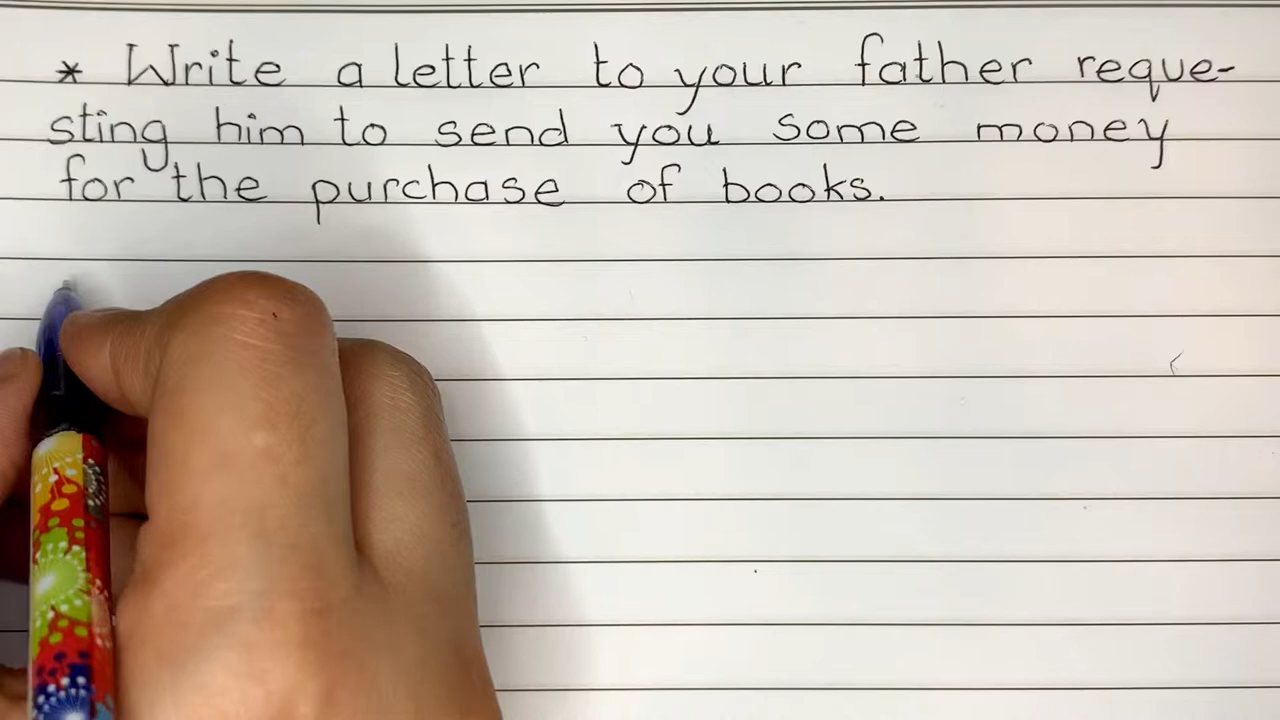 * Write a letter to your father reque-
sting him to send you some money
for the purchase of books.